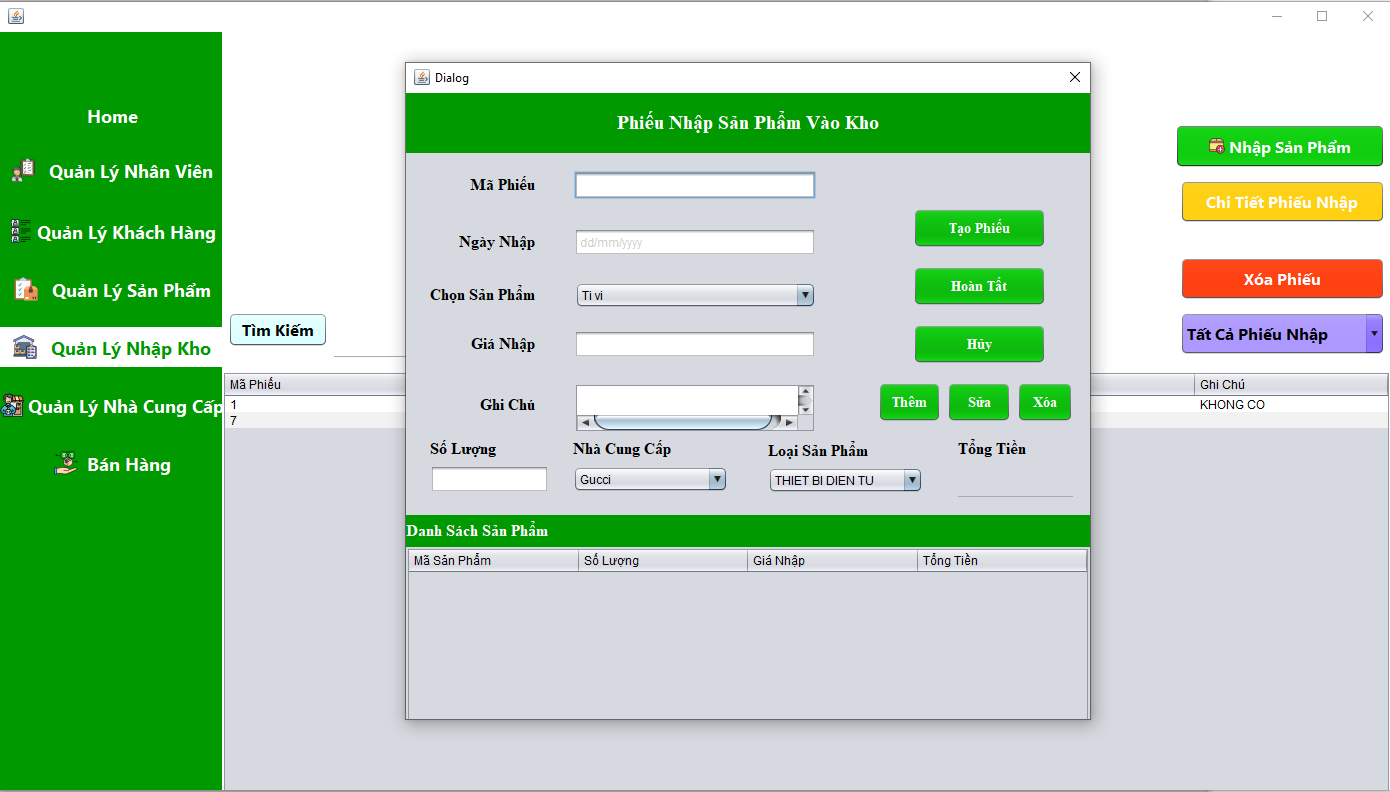 Home
Quản Lý Nhân Viên
Quản Lý Khách Hàng
Quản Lý Sản Phẩm
Quản Lý Nhập Kho
Quản Lý Nhà Cung Cấp
Bán Hàng
Tìm Kiếm
Mã Phiếu
1
7
Dialog
Phiếu Nhập Sản Phẩm Vào Kho
Mã Phiếu
Ngày Nhập dd/mm/yyyy
Chọn Sản Phẩm Ti vi
Giá Nhập
Ghi Chú
Tạo Phiếu
Hoàn Tất
Hủy
Thêm Sửa Xóa
Số Lượng Nhà Cung Cấp Loại Sản Phẩm Tổng Tiền
Gucci THIET BI DIEN TU
Danh Sách Sản Phẩm
Mã Sản Phẩm Số Lượng Giá Nhập Tổng Tiền
Nhập Sản Phẩm
Chi Tiết Phiếu Nhập
Xóa Phiếu
Tất Cả Phiếu Nhập
Ghi Chú
KHONG CO